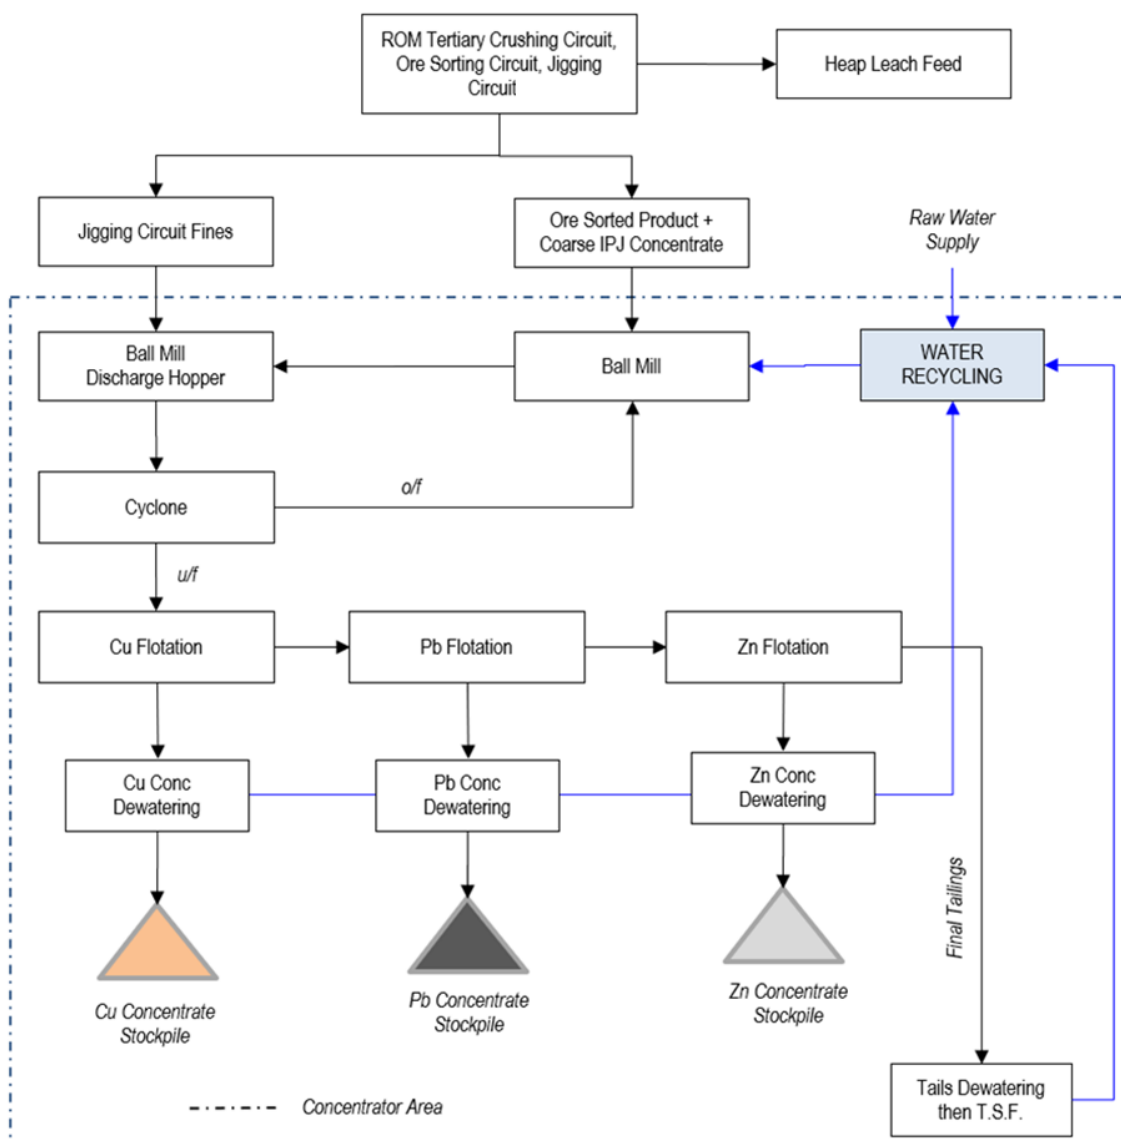 ROM Tertiary Crushing Circuit,
Ore Sorting Circuit, Jigging
Circuit
Heap Leach Feed
Jigging Circuit Fines
Ore Sorted Product +
Coarse IPJ Concentrate
Raw Water
Supply
Ball Mill
Discharge Hopper
Ball Mill
WATER
RECYCLING
Cyclone
o/f
u/f
Cu Flotation
Pb Flotation
Zn Flotation
Cu Conc
Dewatering
Pb Conc
Dewatering
Zn Conc
Dewatering
Final Tailings
Cu Concentrate
Stockpile
Pb Concentrate
Stockpile
Zn Concentrate
Stockpile
Tails Dewatering
then T.S.F.
Concentrator Area